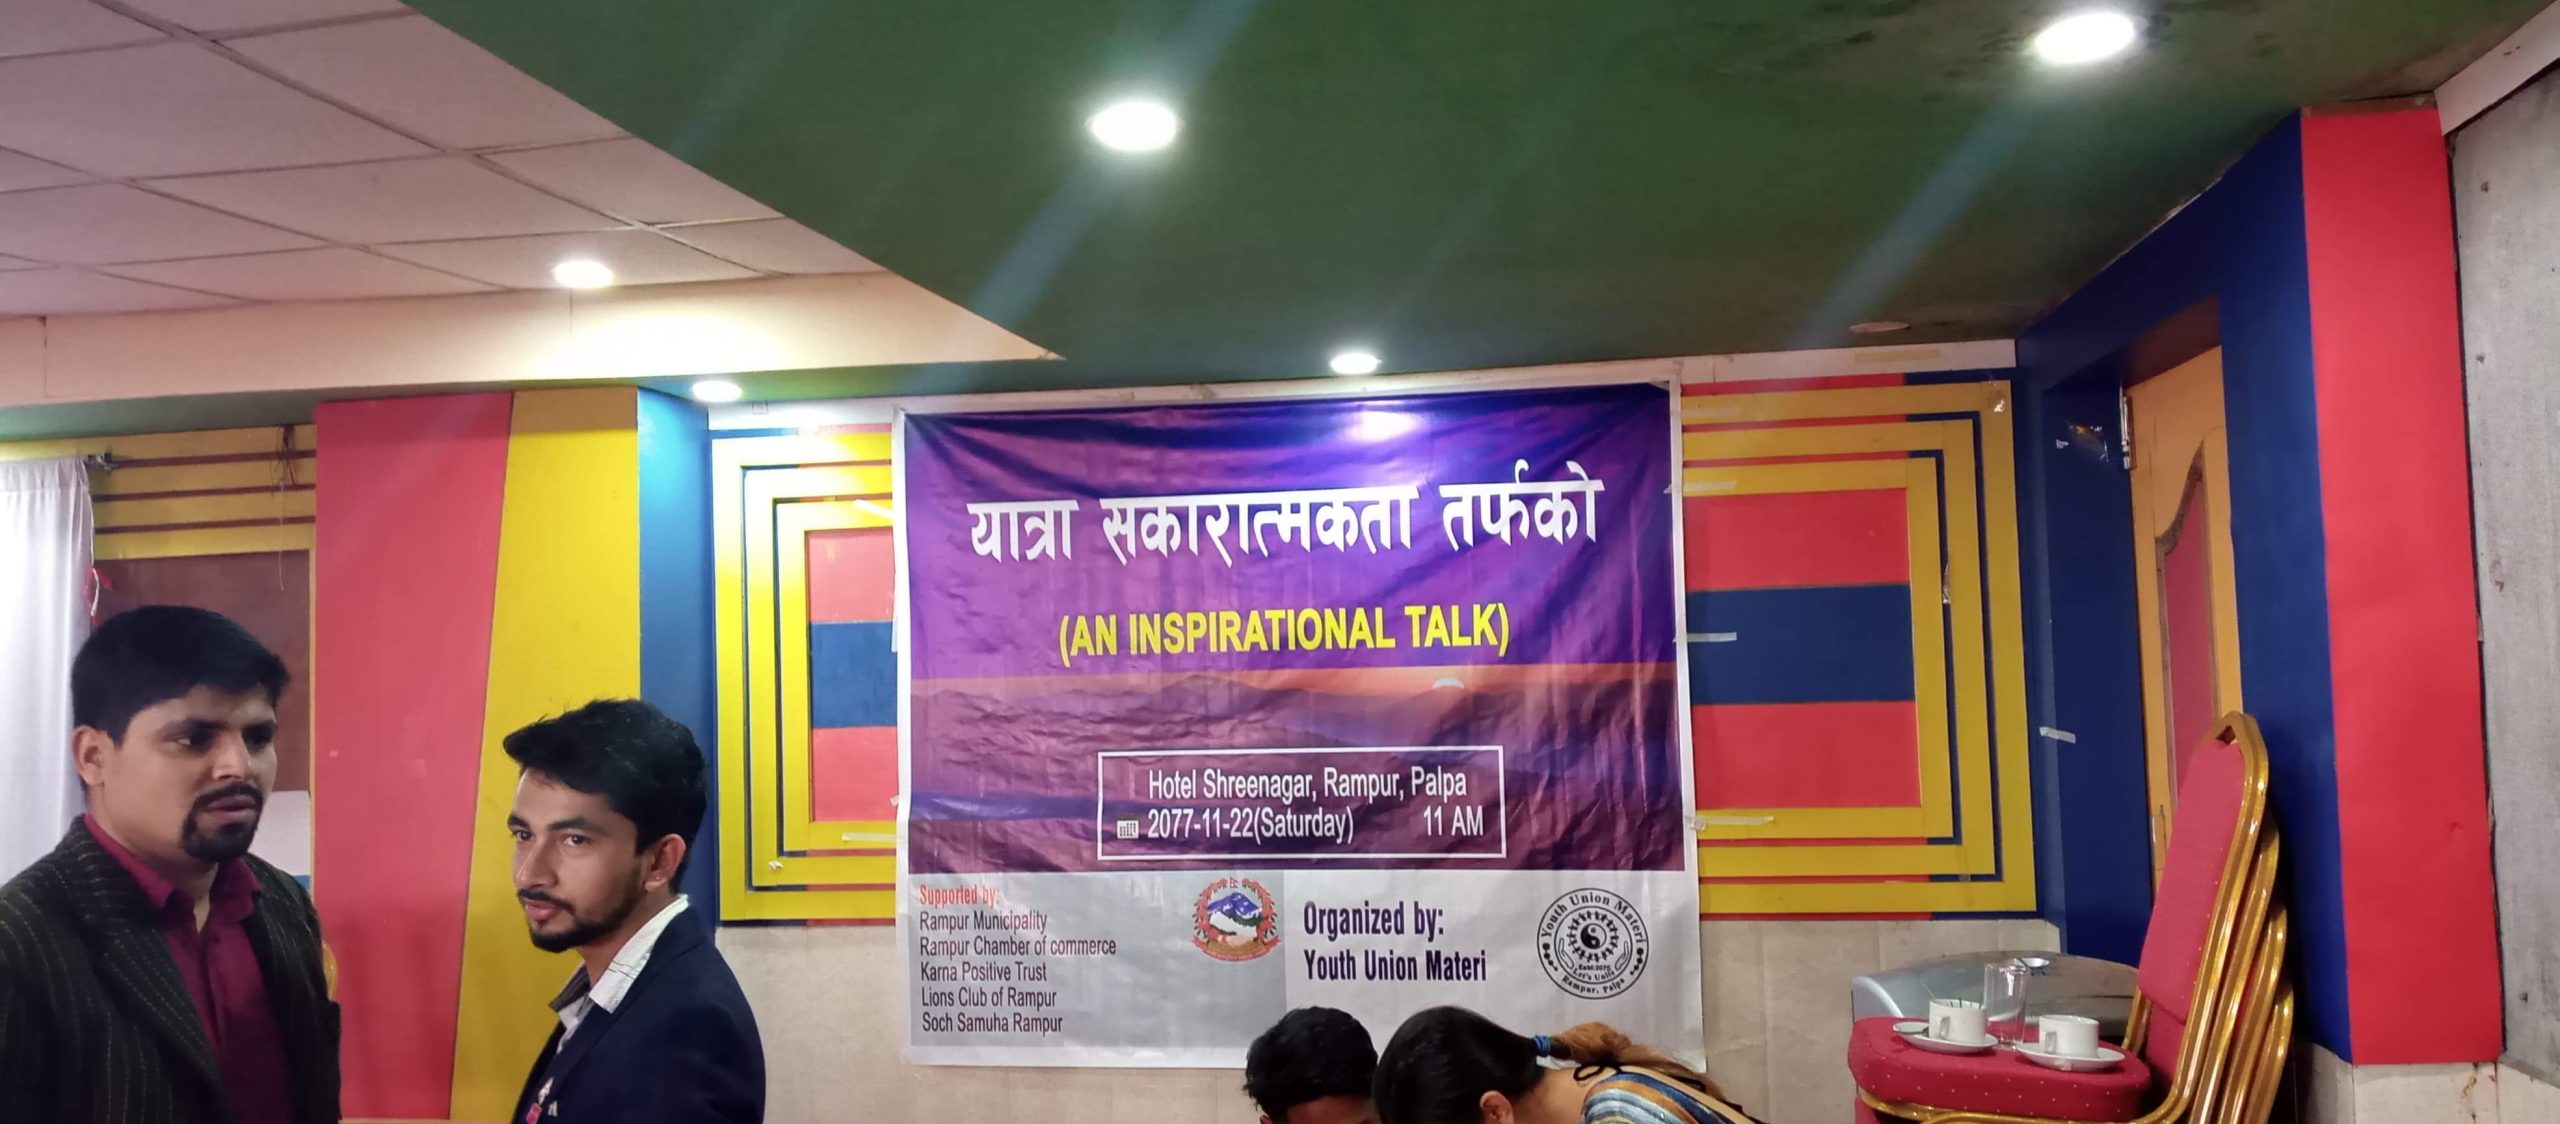 यात्रा सकारात्मकता तर्फको
(AN INSPIRATIONAL TALK)
Hotel Shreenagar, Rampur, Palpa
2077-11-22(Saturday) 11 AM
Supported by:
Rampur Municipality
Rampur Chamber of commerce
Karna Positive Trust
Lions Club of Rampur
Soch Samuha Rampur
Organized by:
Youth Union Materi
Youth Union Materi
Let's Unite
Rampur, Palpa